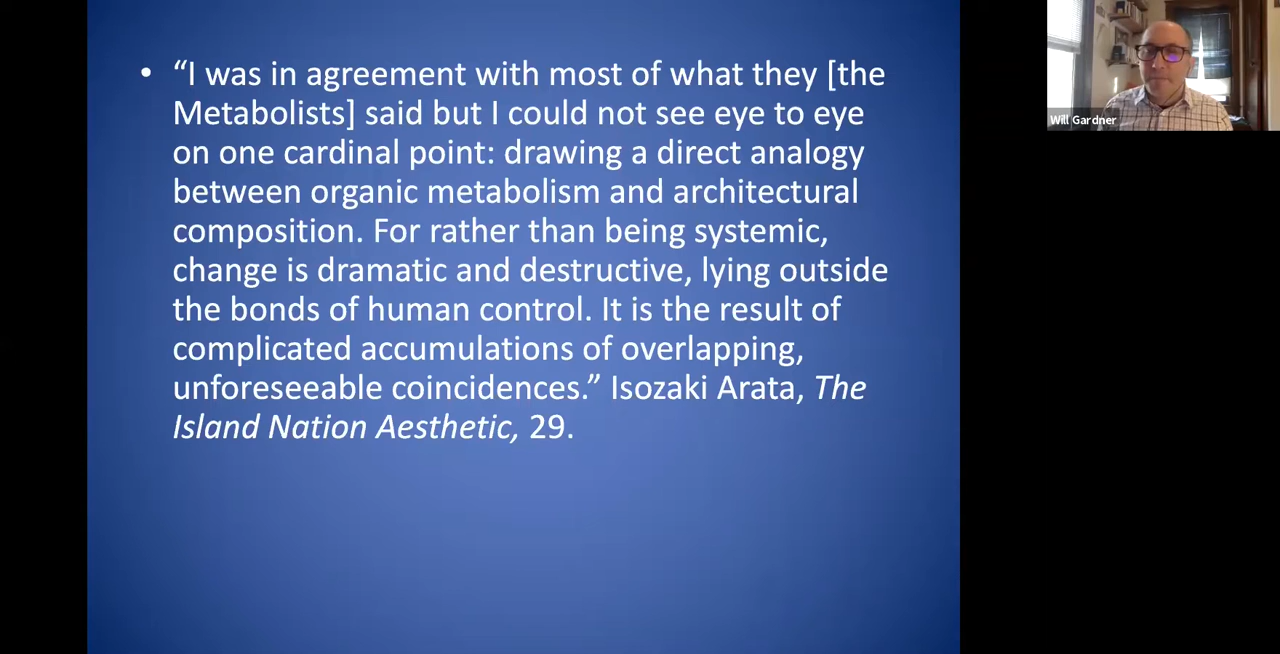 • “I was in agreement with most of what they [the
Metabolists] said but I could not see eye to eye
on one cardinal point: drawing a direct analogy
between organic metabolism and architectural
composition. For rather than being systemic,
change is dramatic and destructive, lying outside
the bonds of human control. It is the result of
complicated accumulations of overlapping,
unforeseeable coincidences.” Isozaki Arata, The
Island Nation Aesthetic, 29.
Will Gardner